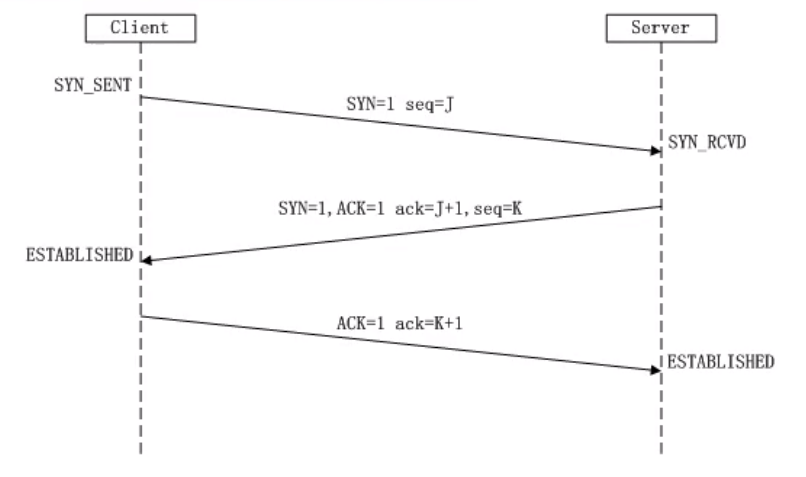 Client
Server
SYN_SENT
SYN=1 seq=J
SYN_RCVD
SYN=1,ACK=1 ack=J+1,seq=K
ESTABLISHED
ACK=1 ack=K+1
ESTABLISHED